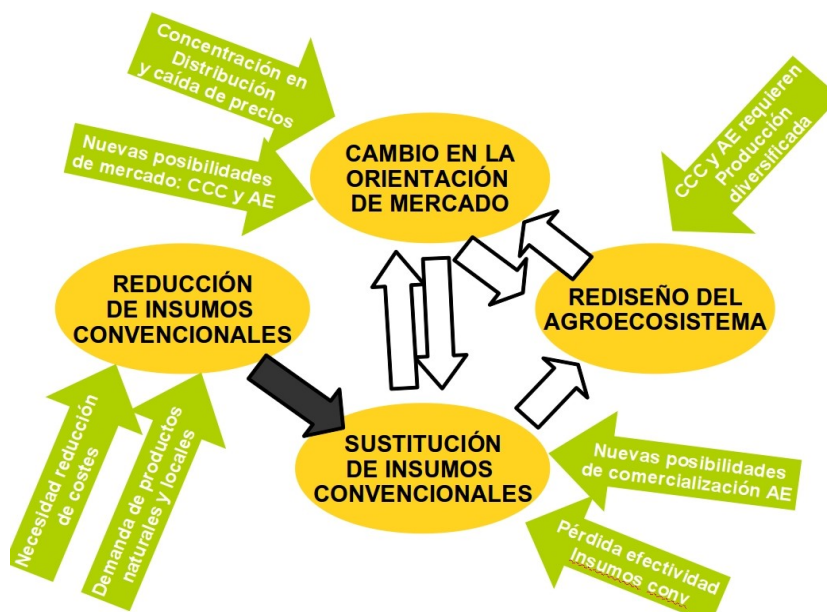 Concentración en
Distribución
y caída de precios
Nuevas posibilidades
de mercado: CCC y AE
CAMBIO EN LA
ORIENTACIÓN
DE MERCADO
CCC y AE requieren
Producción
diversificada
REDUCCIÓN
DE INSUMOS
CONVENCIONALES
REDISEÑO DEL
AGROECOSISTEMA
Necesidad reducción
de costes
Demanda de productos
naturales y locales
SUSTITUCIÓN
DE INSUMOS
CONVENCIONALES
Nuevas posibilidades
de comercialización AE
Pérdida efectividad
Insumos conv